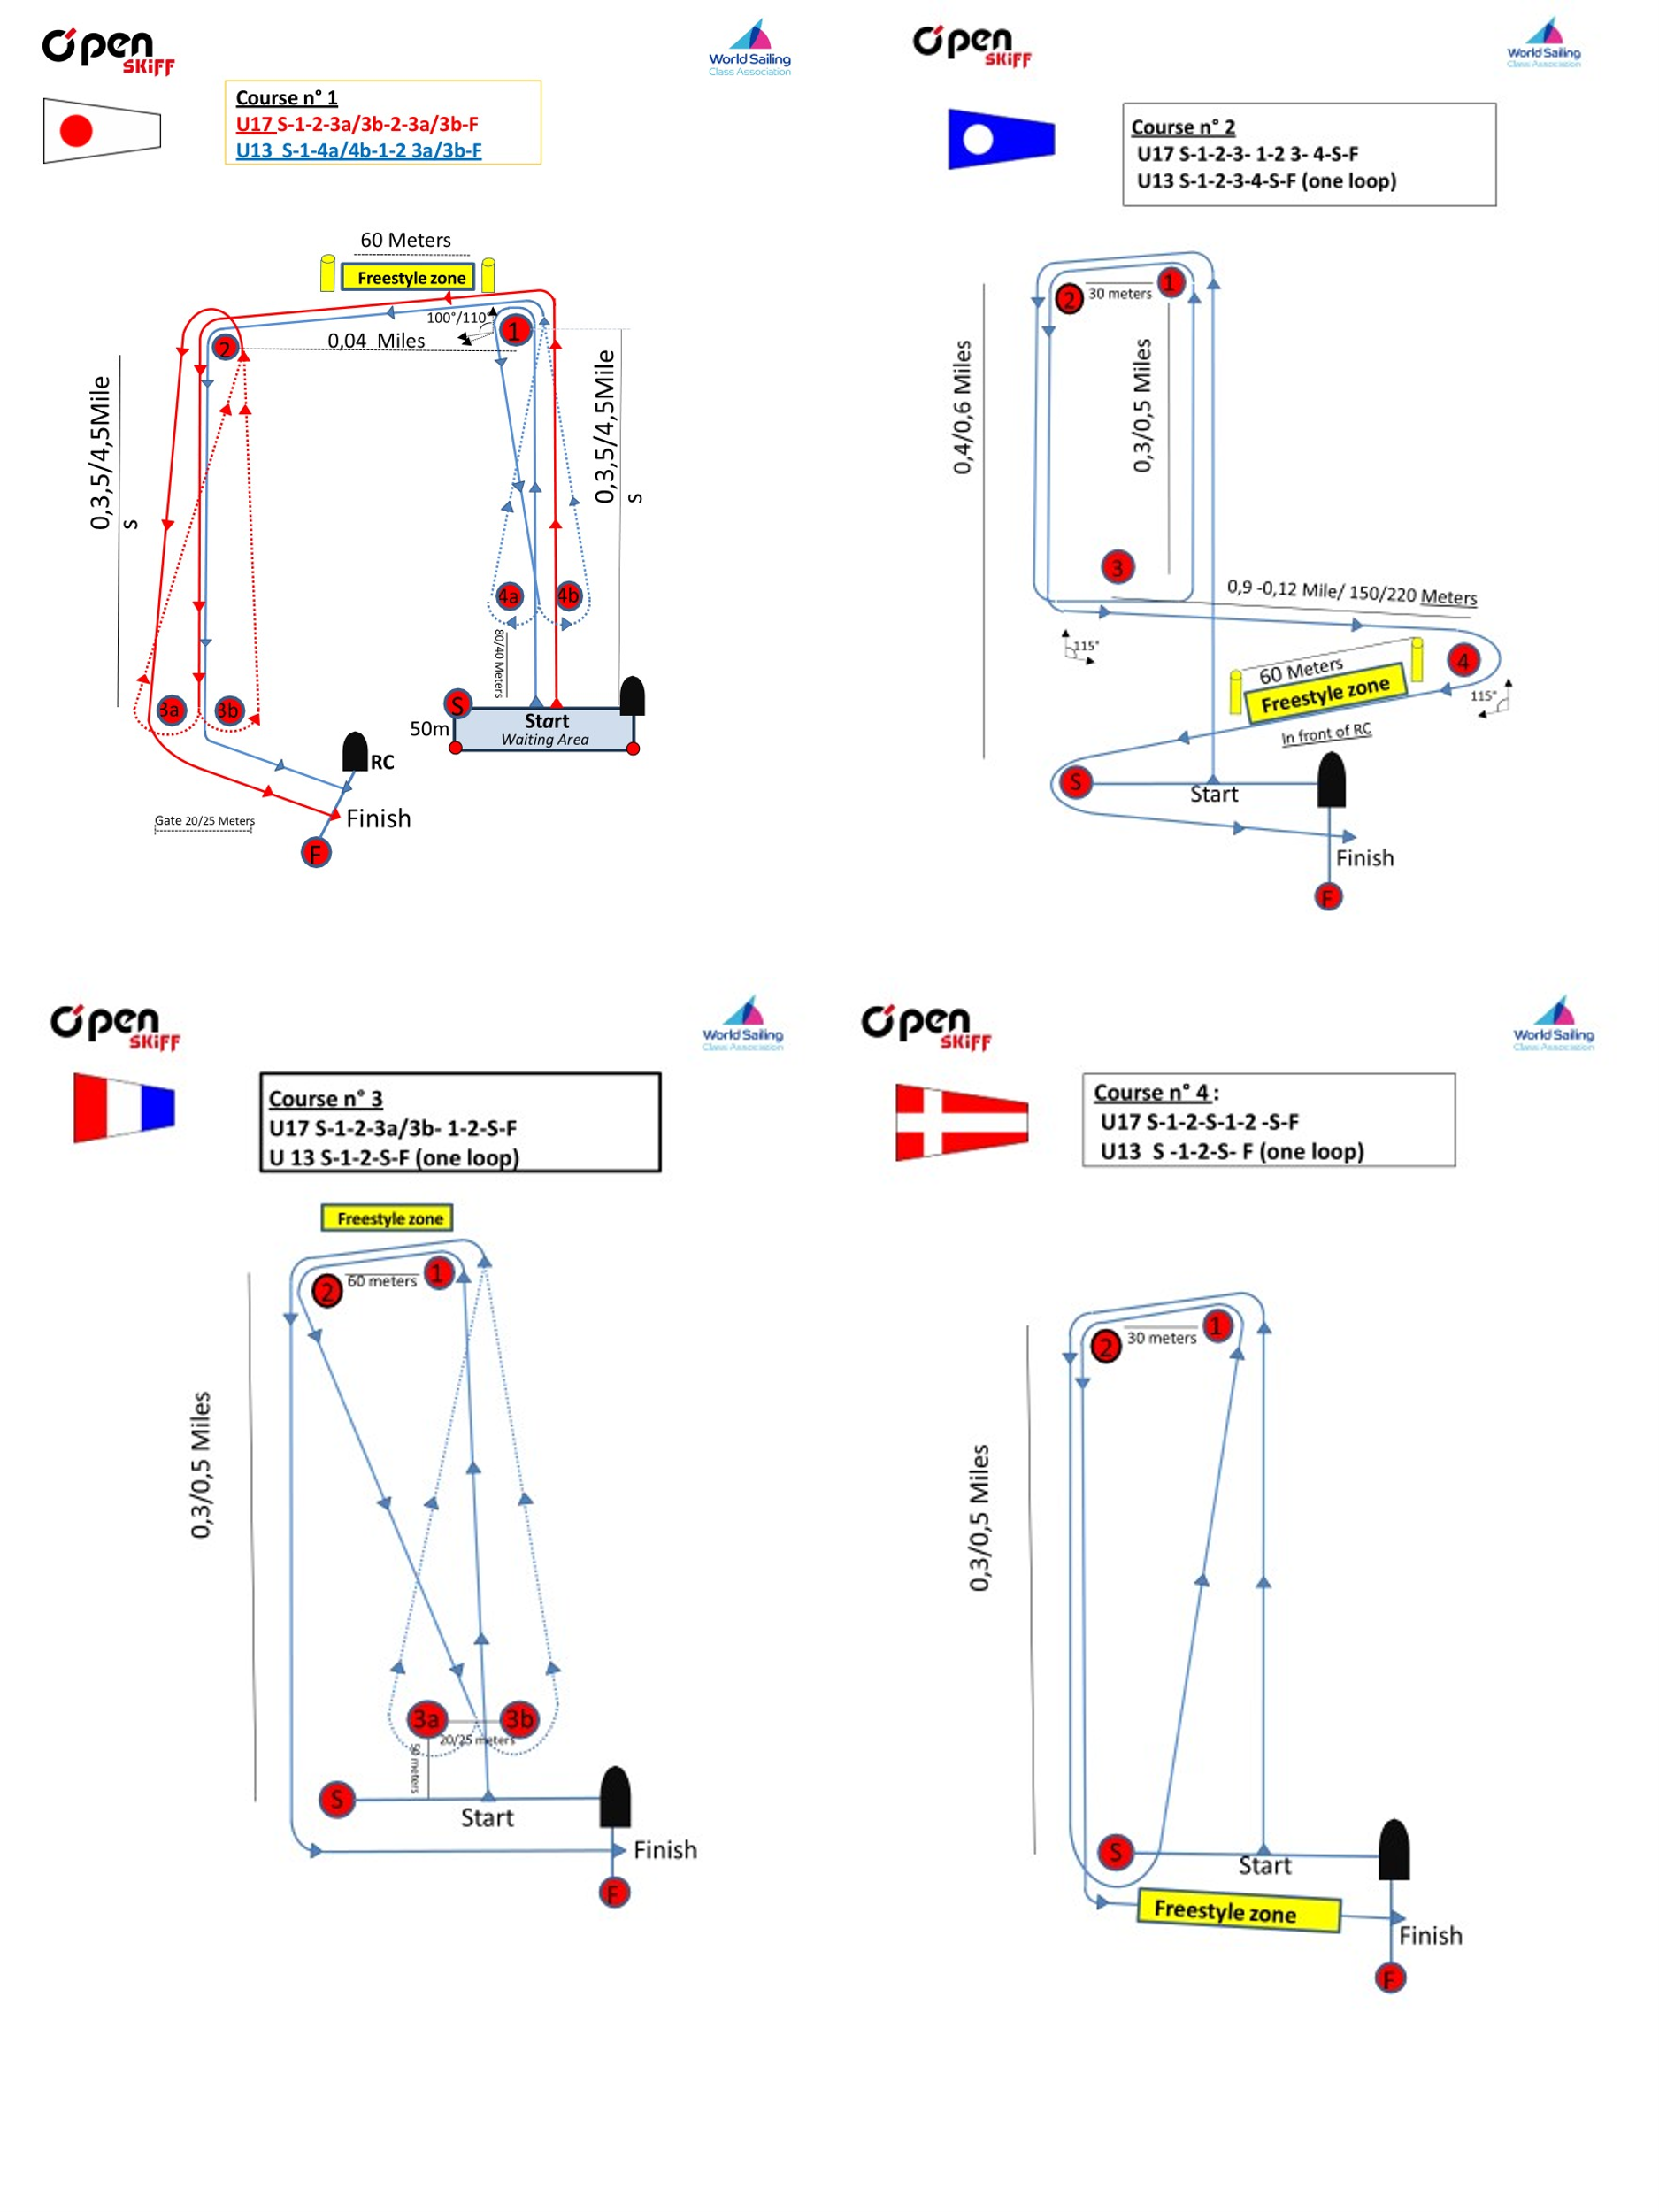 Open
SKiFF
World Sailing
Class Association
Course n° 1
U17 S-1-2-3a/3b-2-3a/3b-F
U13 S-1-4a/4b-1-2 3a/3b-F
60 Meters
Freestyle zone
100°/110°
1
2
0,04 Miles
0,3,5/4,5Mile
s
0,3,5/4,5Mile
s
4a
4b
80/40 Meters
3a
3b
S
50m
Start
Waiting Area
RC
Finish
Gate 20/25 Meters
F
Open
SKiFF
World Sailing
Class Association
Course n° 2
U17 S-1-2-3- 1-2 3- 4-S-F
U13 S-1-2-3-4-S-F (one loop)
1
2
30 meters
0,4/0,6 Miles
0,3/0,5 Miles
3
0,9 -0,12 Mile/ 150/220 Meters
115°
60 Meters
4
Freestyle zone
115°
In front of RC
S
Start
Finish
F
Open
SKiFF
World Sailing
Class Association
Course n° 3
U17 S-1-2-3a/3b- 1-2-S-F
U 13 S-1-2-S-F (one loop)
Freestyle zone
1
2
60 meters
0,3/0,5 Miles
3a
3b
20/25 meters
50 meters
S
Start
Finish
F
Open
SKiFF
World Sailing
Class Association
Course n° 4 :
U17 S-1-2-S-1-2 -S-F
U13 S -1-2-S- F (one loop)
1
2
30 meters
0,3/0,5 Miles
S
Start
Freestyle zone
Finish
F